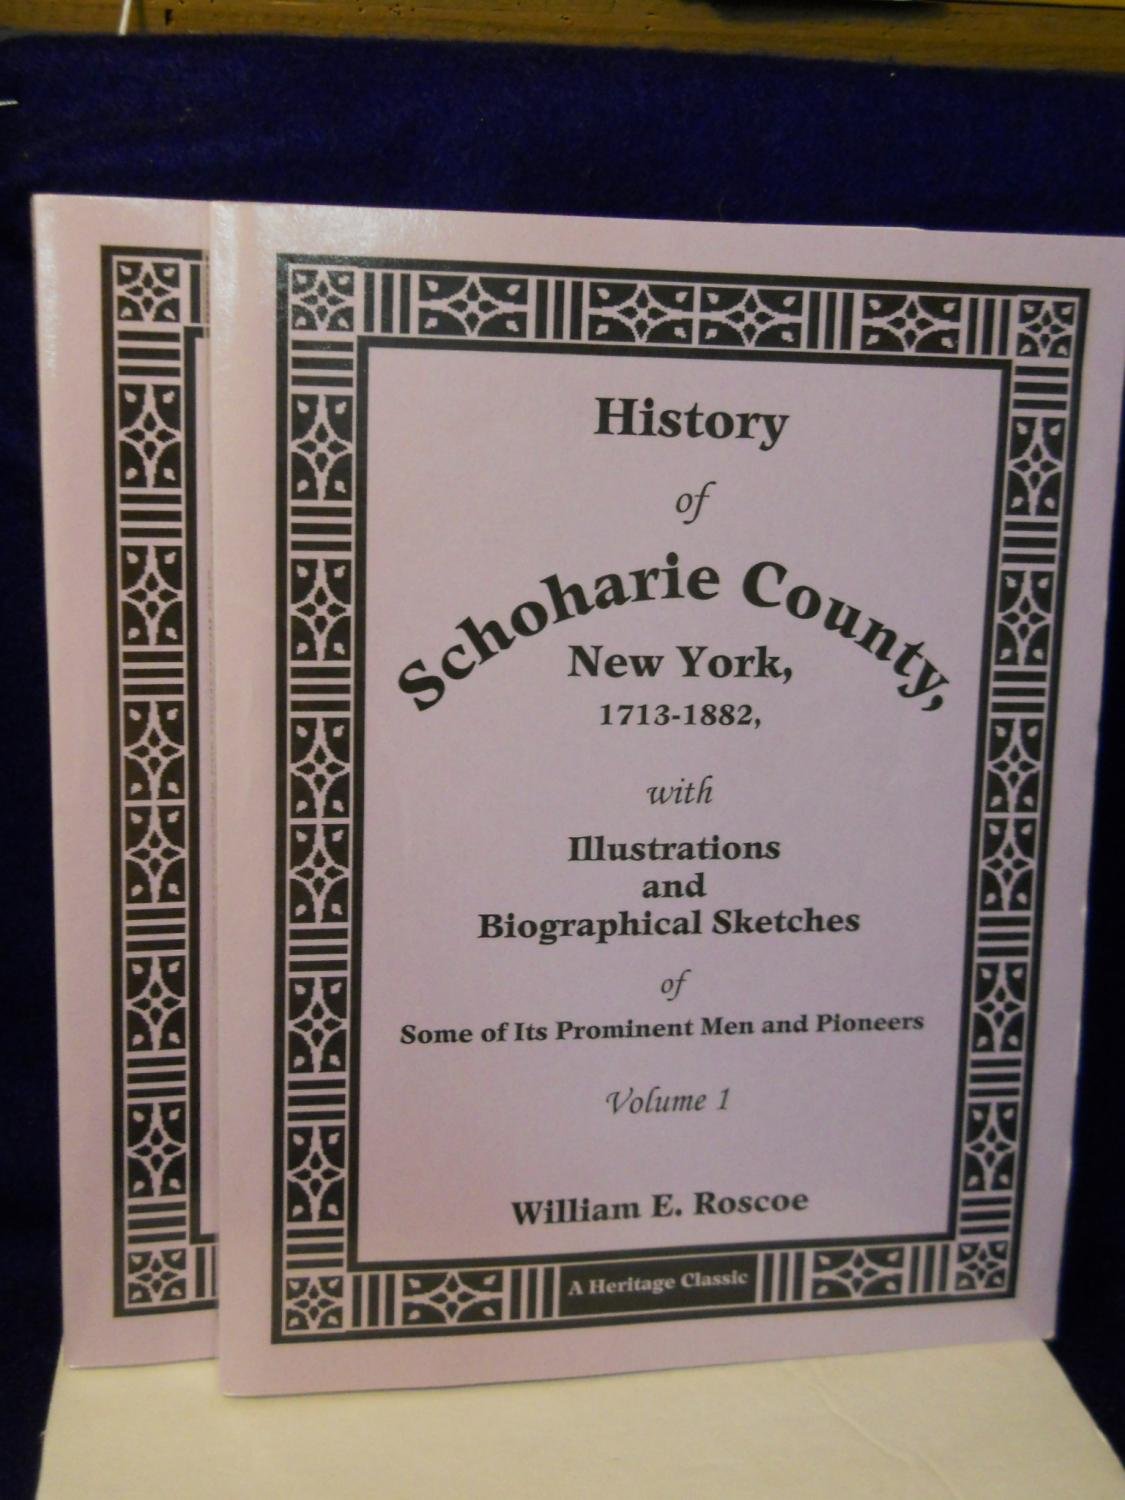 History
of
Schoharie County,
New York,
1713-1882,
with
Illustrations
and
Biographical Sketches
of
Some of Its Prominent Men and Pioneers
Volume 1
William E. Roscoe
A Heritage Classic